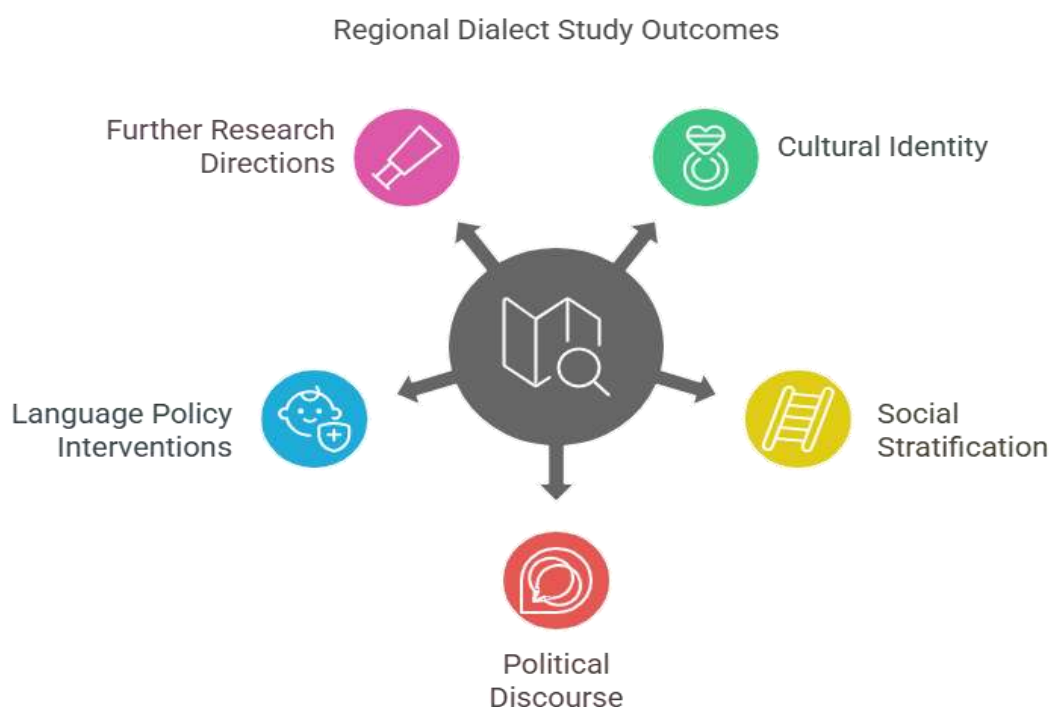 Regional Dialect Study Outcomes
Further Research
Directions
Cultural Identity
Language Policy
Interventions
Social
Stratification
Political
Discourse